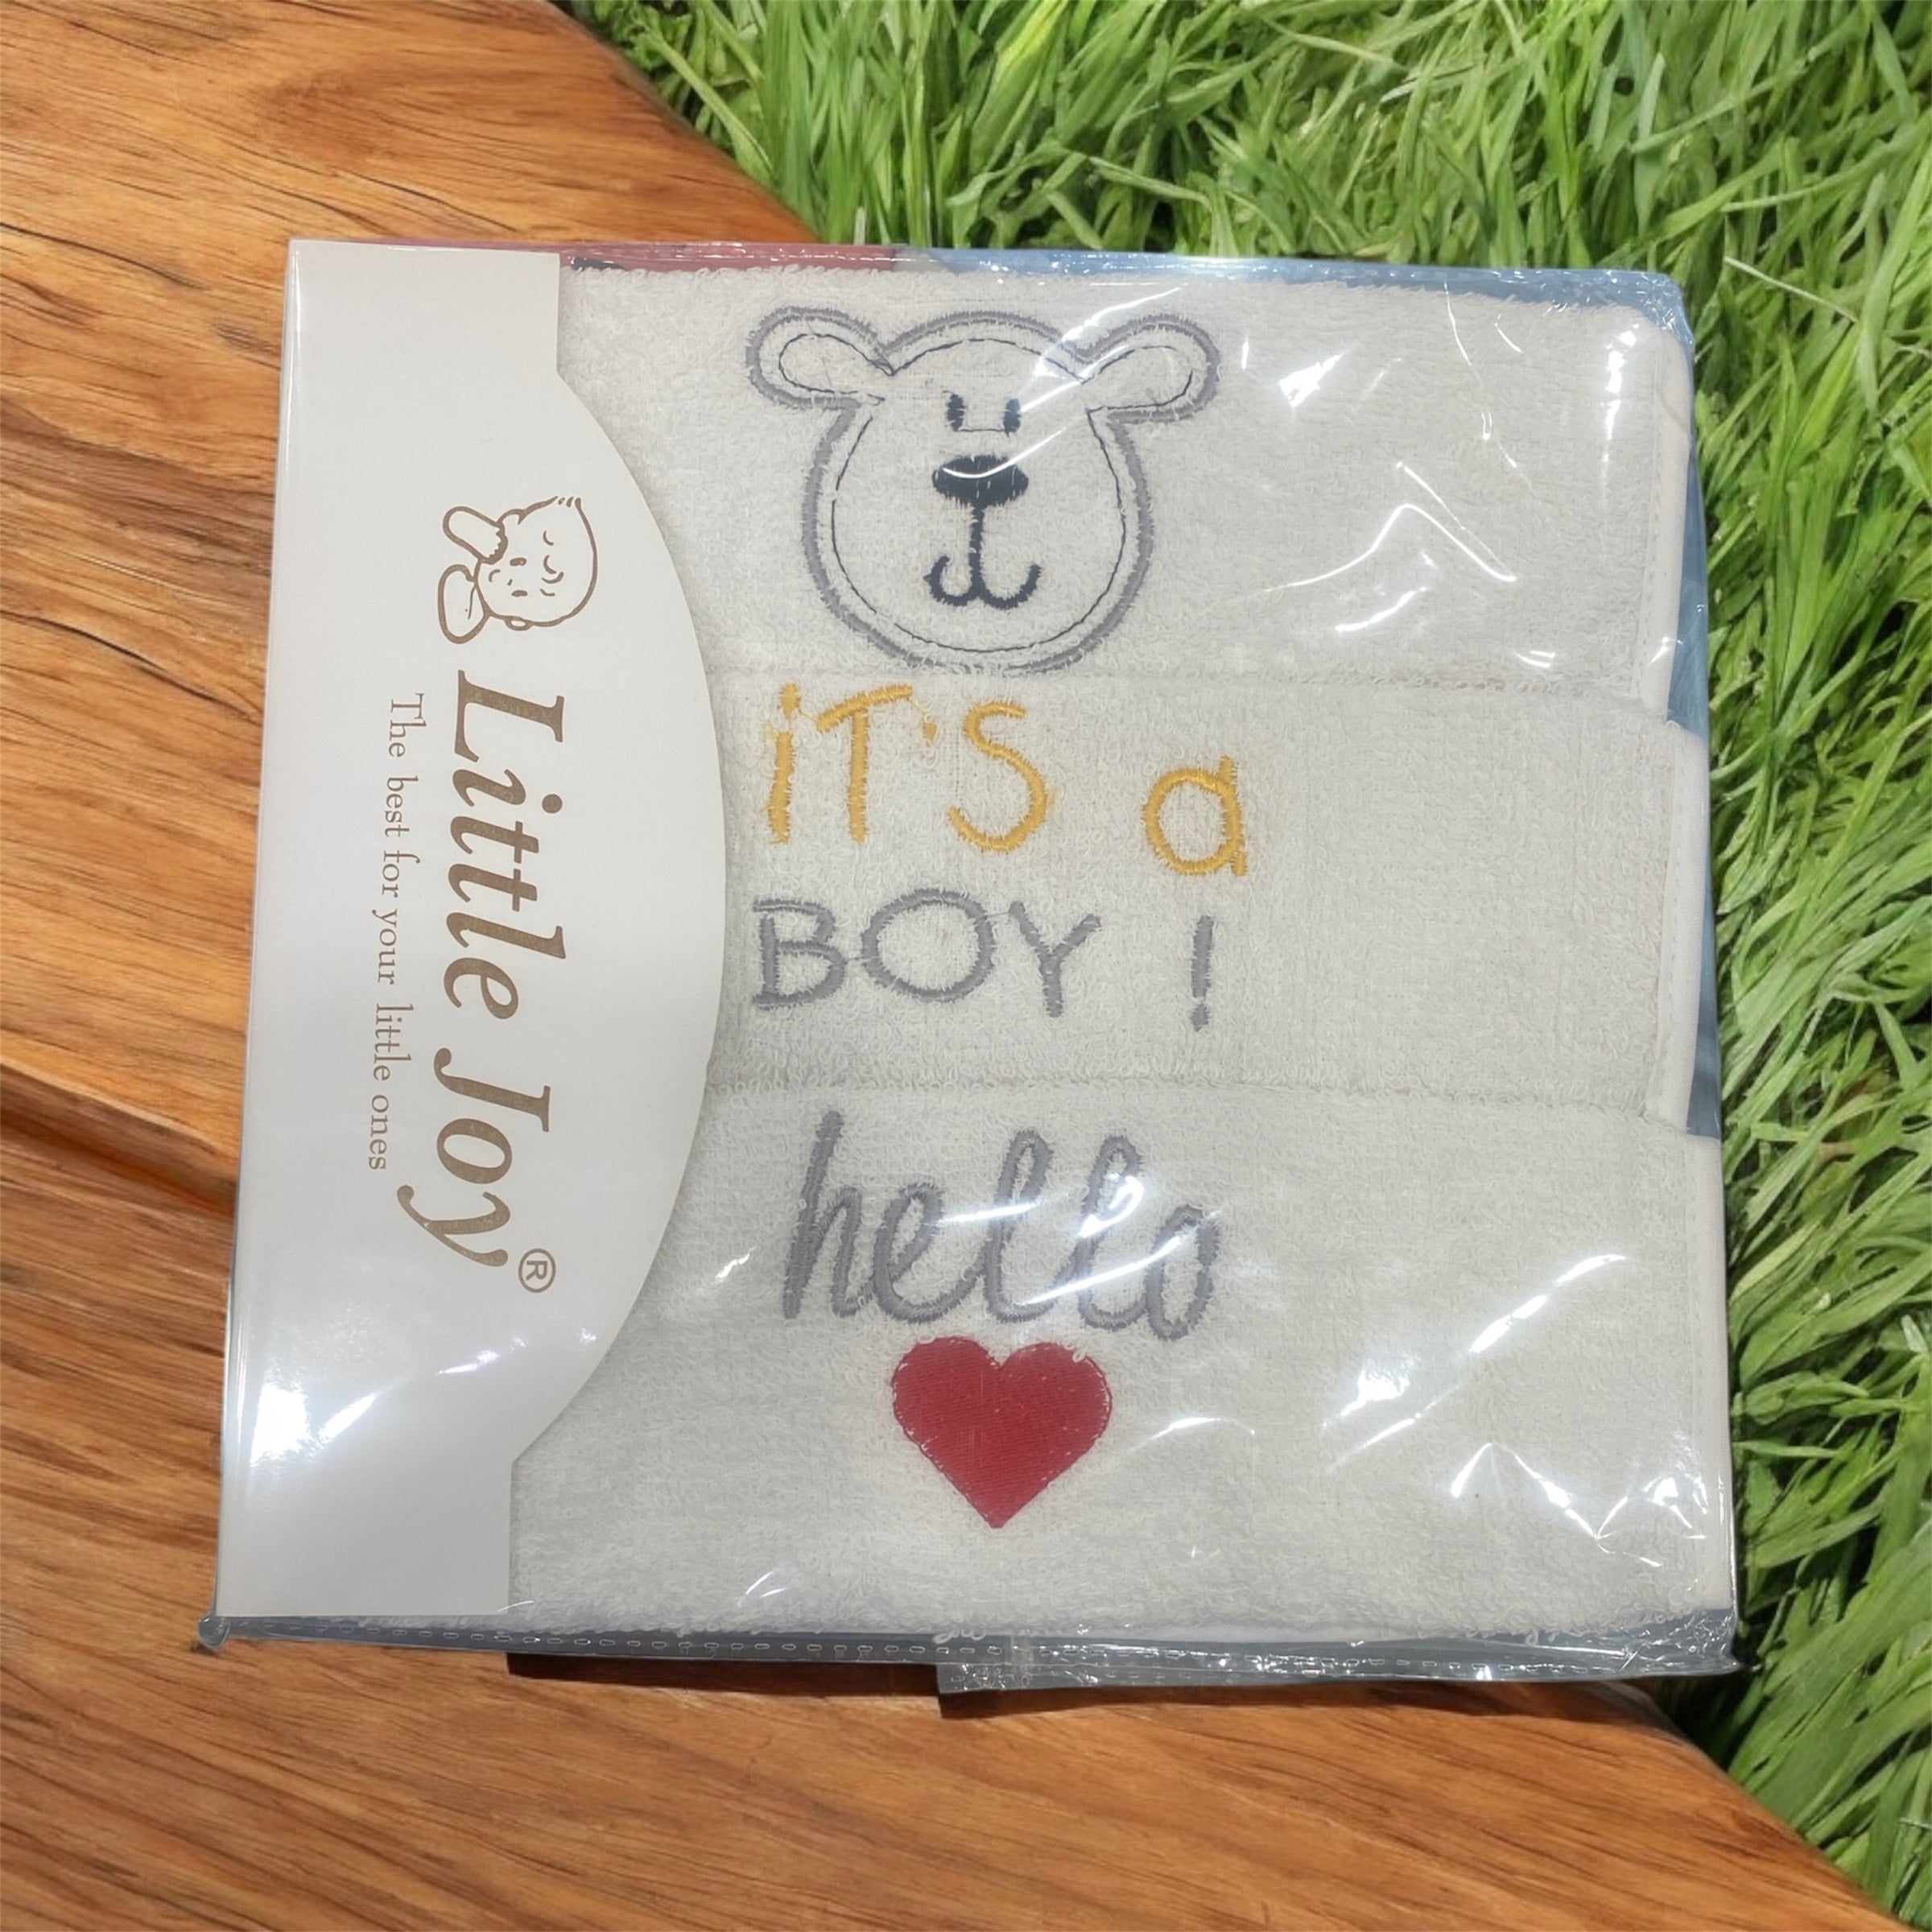 Little Joy®
The best for your little ones
iT'S a
BOY !
hello